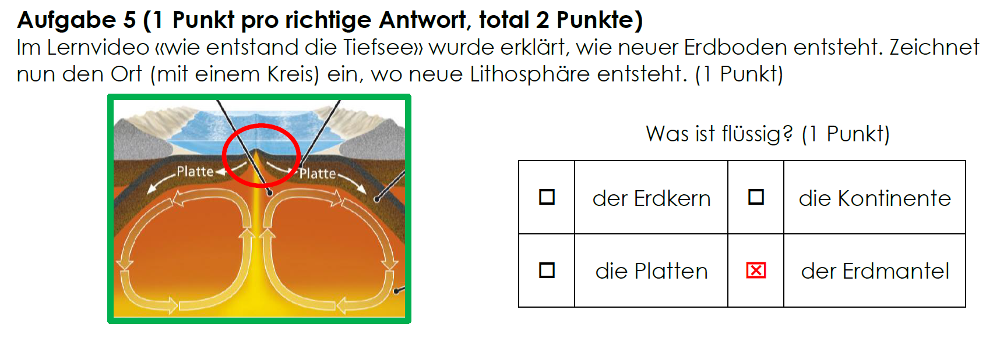 Aufgabe 5 (1 Punkt pro richtige Antwort, total 2 Punkte)
Im Lernvideo «wie entstand die Tiefsee» wurde erklärt, wie neuer Erdboden entsteht. Zeichnet
nun den Ort (mit einem Kreis) ein, wo neue Lithosphäre entsteht. (1 Punkt)
Platte
Platte
Was ist flüssig? (1 Punkt)
☐ der Erdkern ☐ die Kontinente
☐ die Platten ☒ der Erdmantel